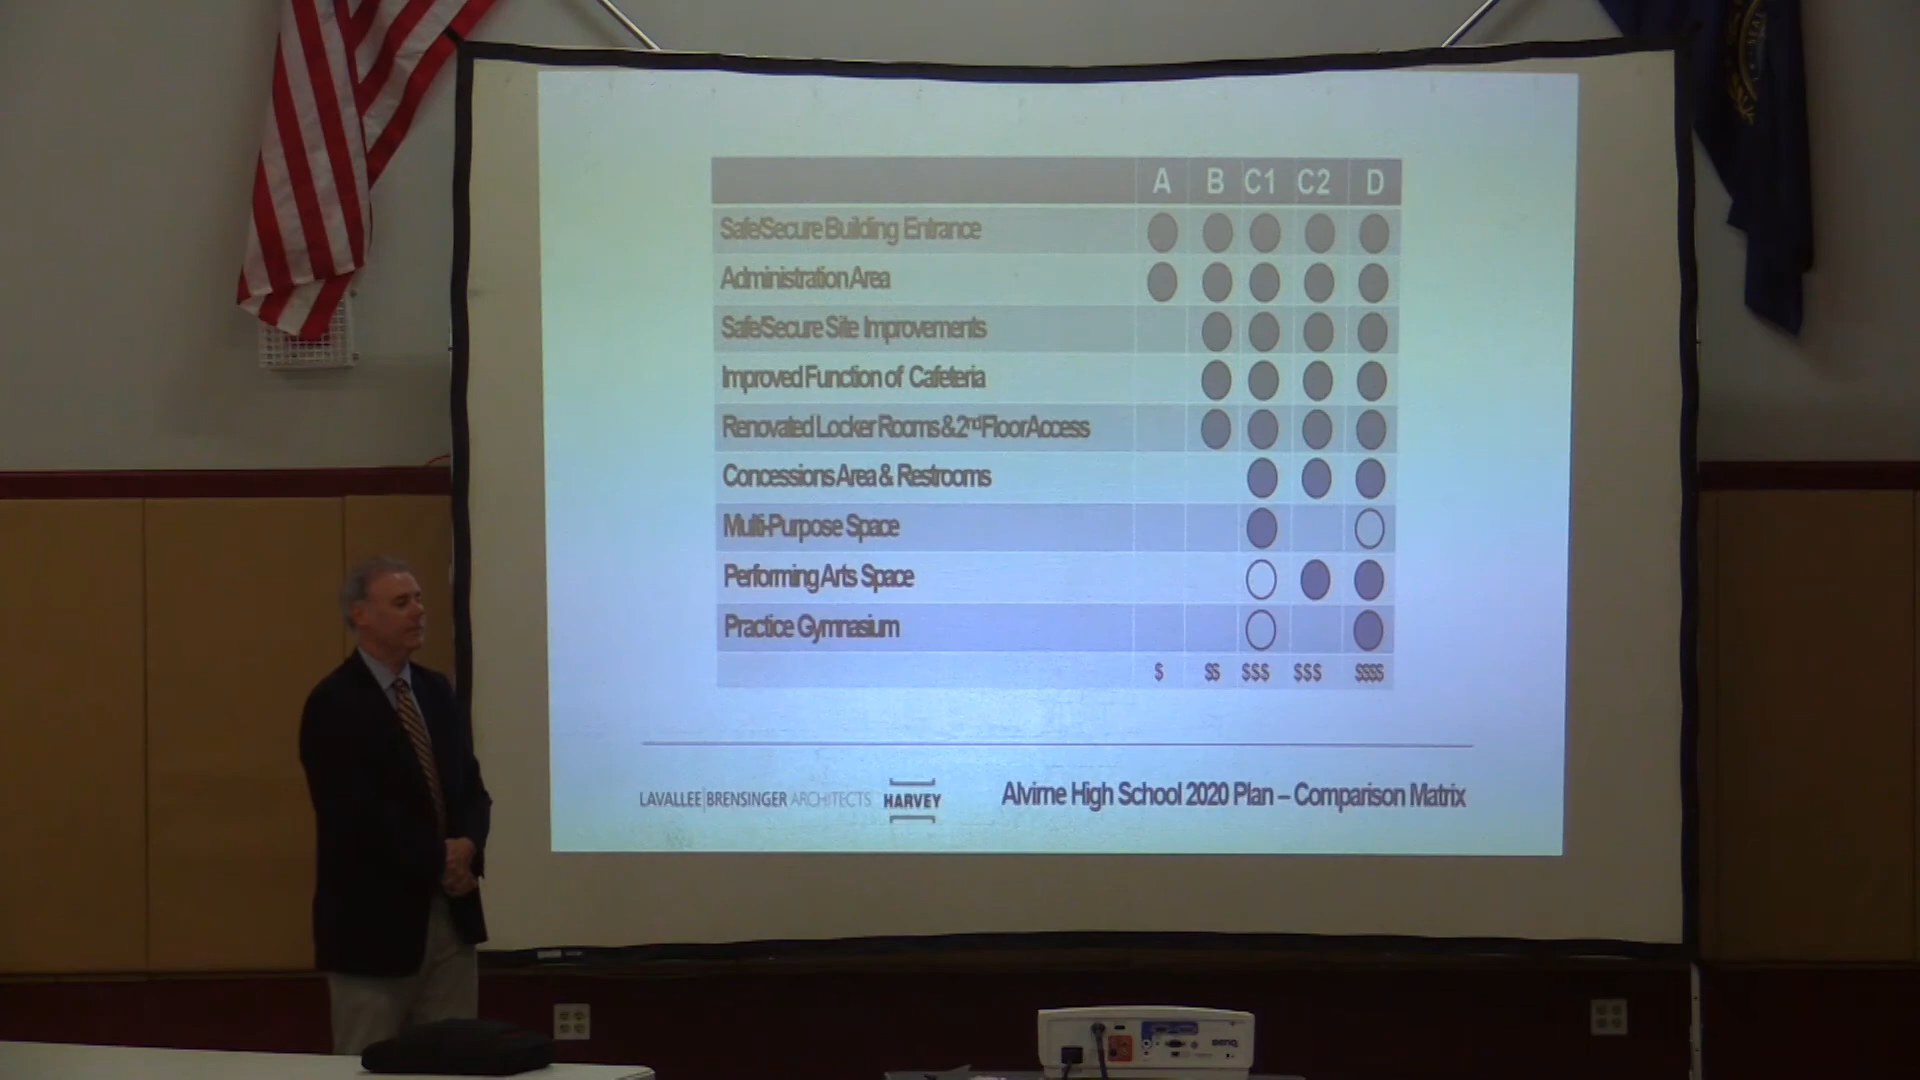 A B C1 C2 D
Safe/Secure Building Entrance
Administration Area
Safe/Secure Site Improvements
Improved Function of Cafeteria
Renovated Locker Rooms & 2nd Floor Access
Concessions Area & Restrooms
Multi-Purpose Space
Performing Arts Space
Practice Gymnasium
$ $$ $$$ $$$ $$$$
LAVALLEE BRENSINGER ARCHITECTS HARVEY Alvirne High School 2020 Plan – Comparison Matrix
BenQ